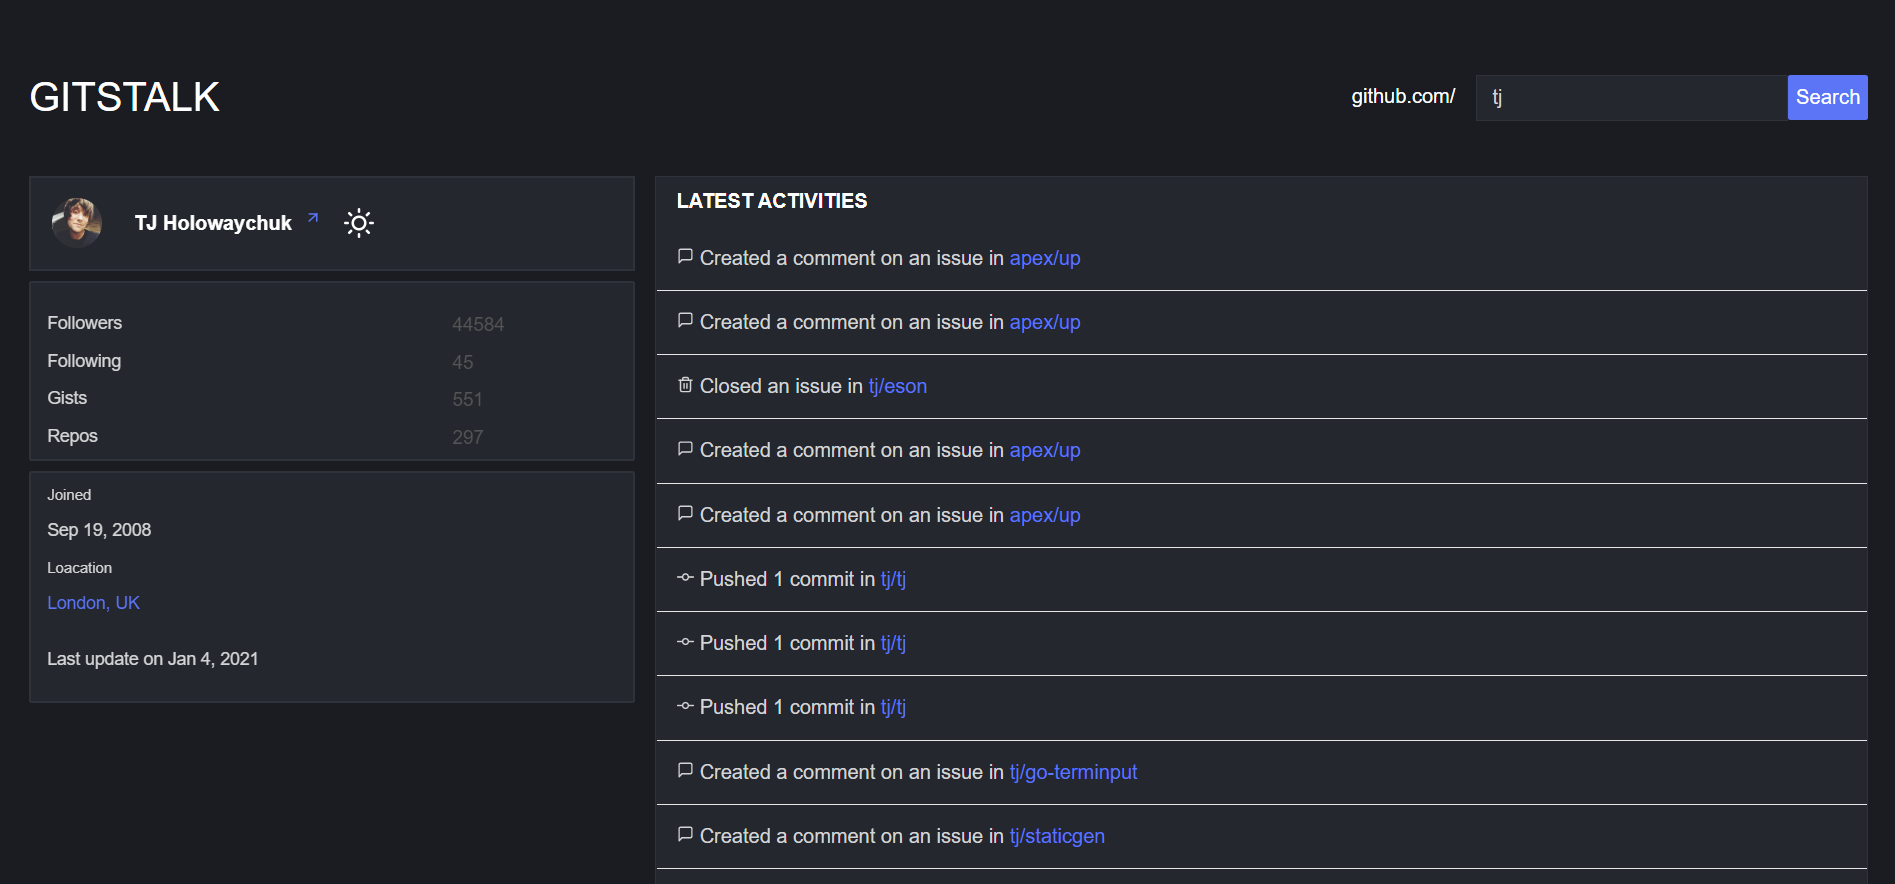 GITSTALK
github.com/ tj Search
TJ Holowaychuk
Followers 44584
Following 45
Gists 551
Repos 297
Joined
Sep 19, 2008
Loacation
London, UK
Last update on Jan 4, 2021
LATEST ACTIVITIES
Created a comment on an issue in apex/up
Created a comment on an issue in apex/up
Closed an issue in tj/eson
Created a comment on an issue in apex/up
Created a comment on an issue in apex/up
Pushed 1 commit in tj/tj
Pushed 1 commit in tj/tj
Pushed 1 commit in tj/tj
Created a comment on an issue in tj/go-terminput
Created a comment on an issue in tj/staticgen